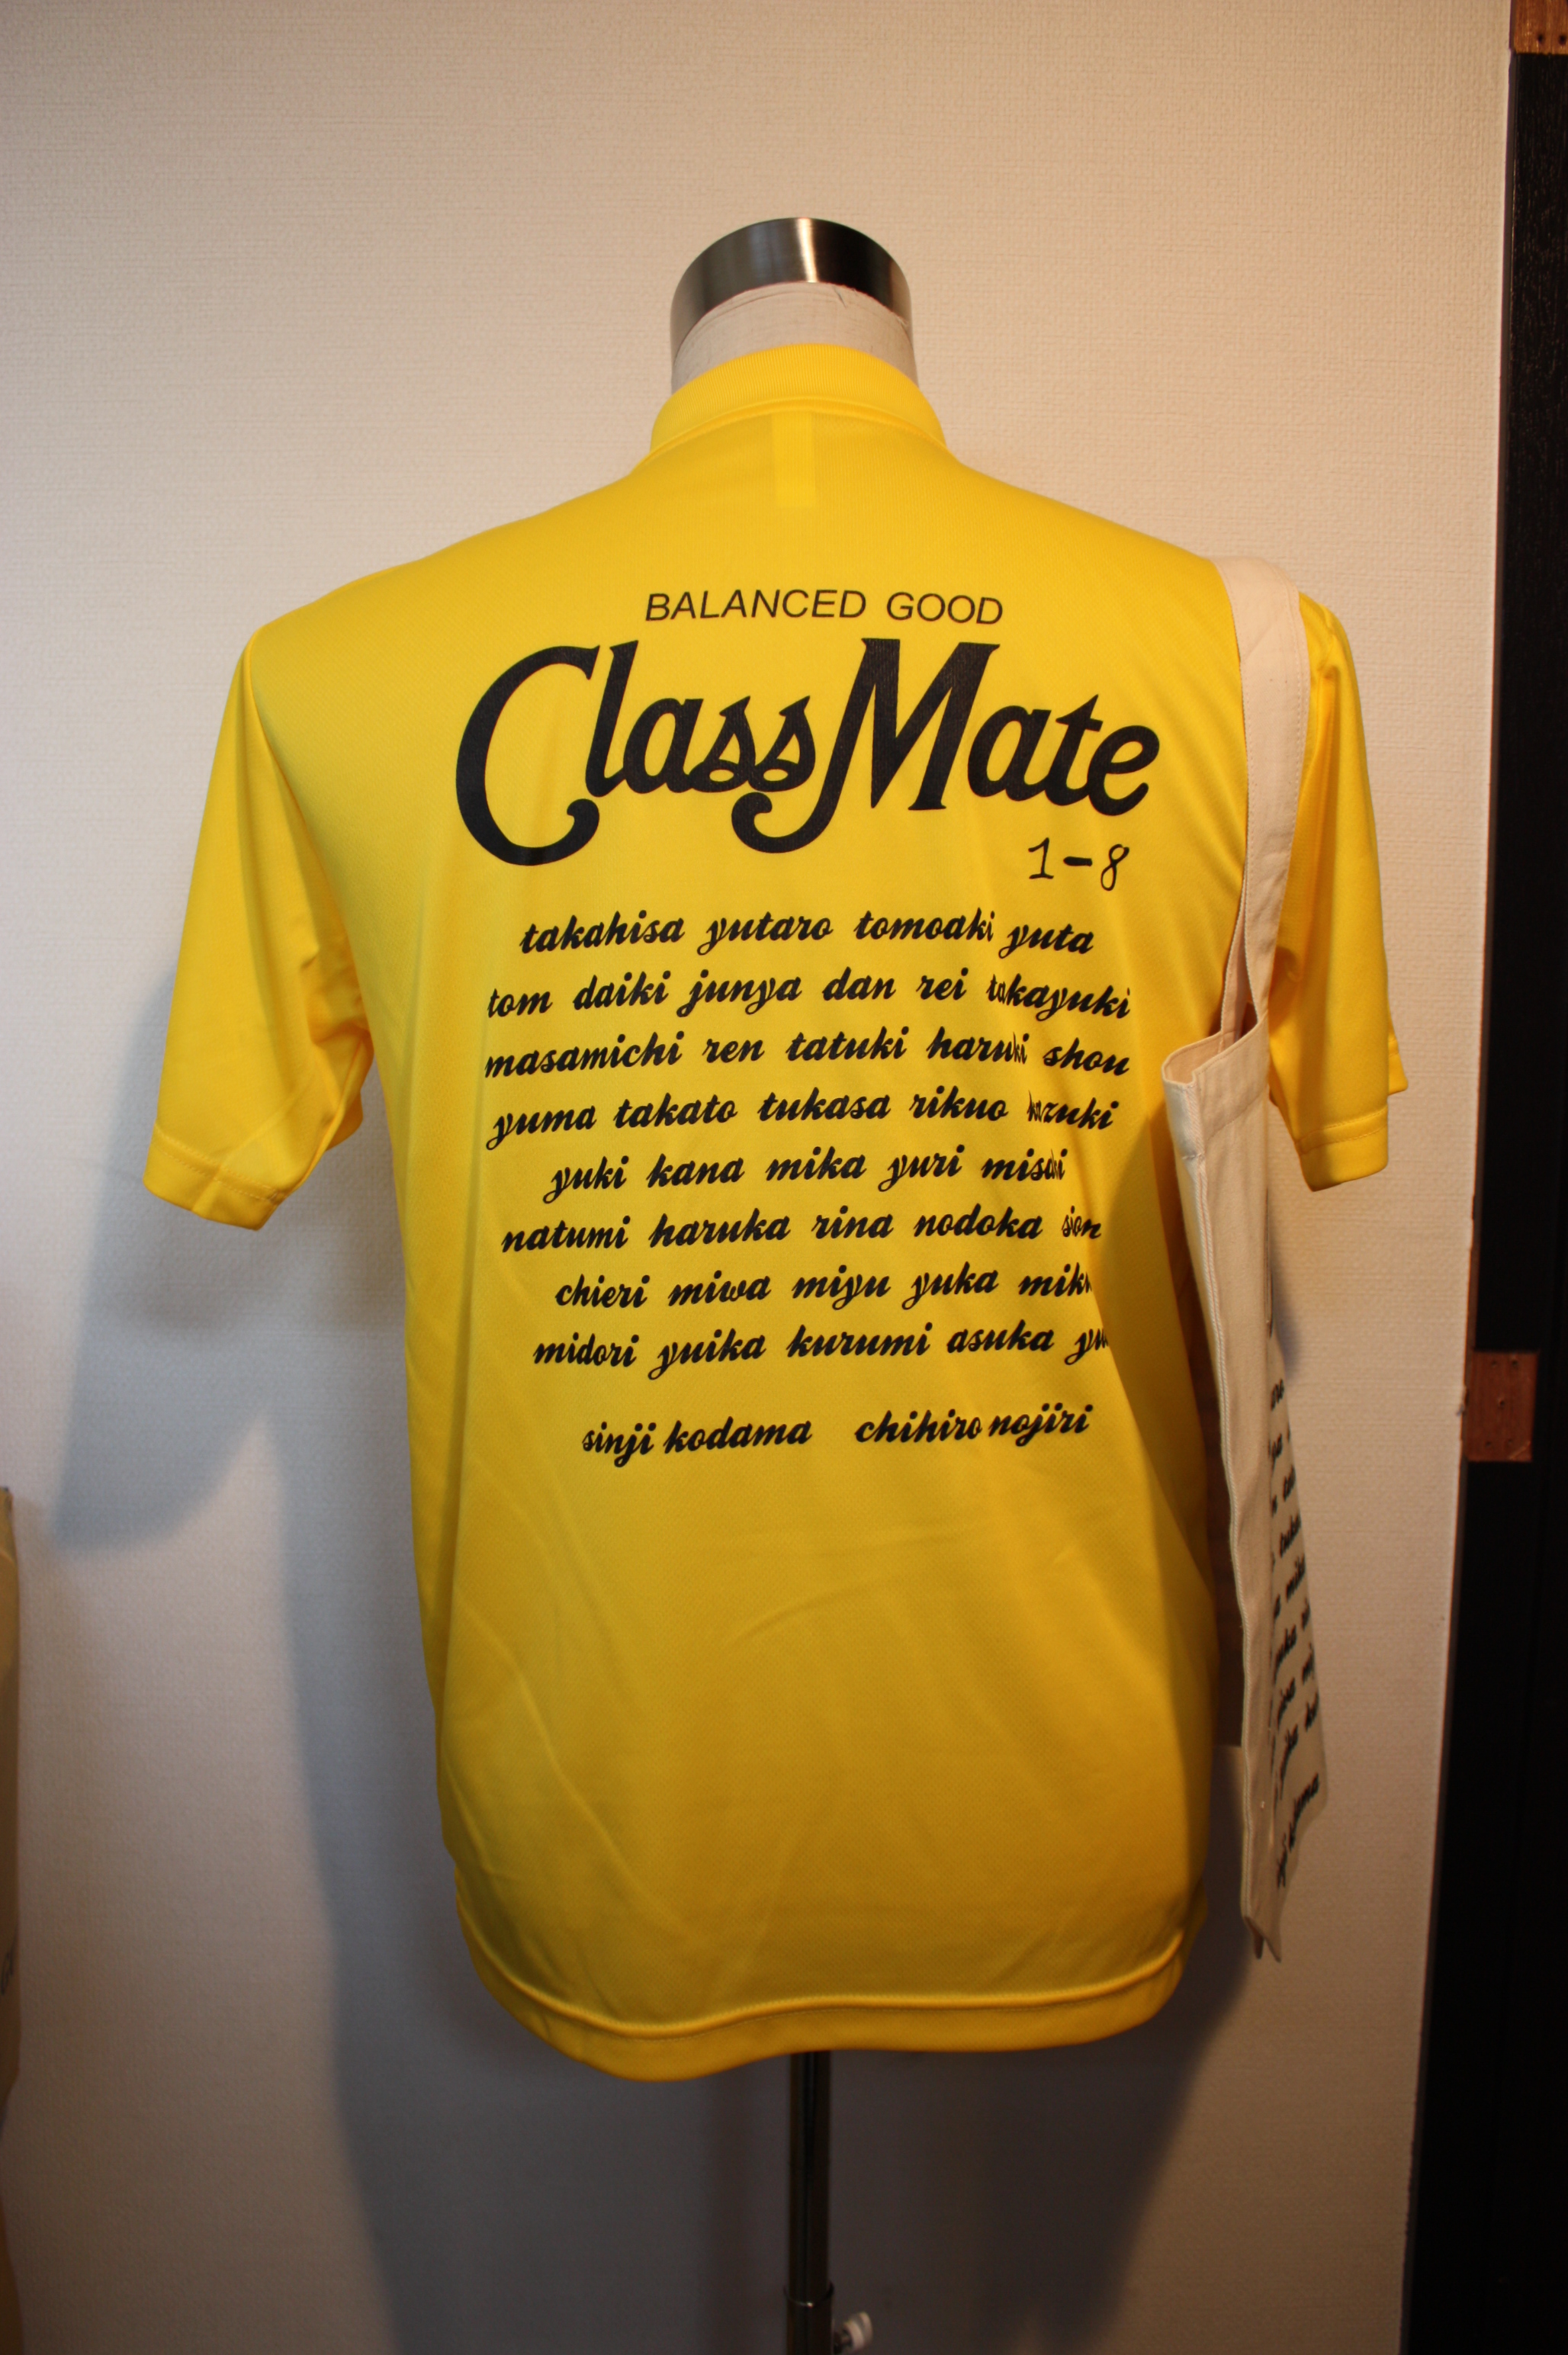 BALANCED GOOD
ClassMate
1-8
takahisa yutaro tomoaki yuta
tom daiki junya dan rei takayuki
masamichi ren tatuki haruki shou
yuma takato tukasa rikuo kazuki
yuki kana mika yuri misaki
natumi haruka rina nodoka
chieri miwa miyu yuka
midori yuika kurumi asuka
sinji kodama chihiro nojiri